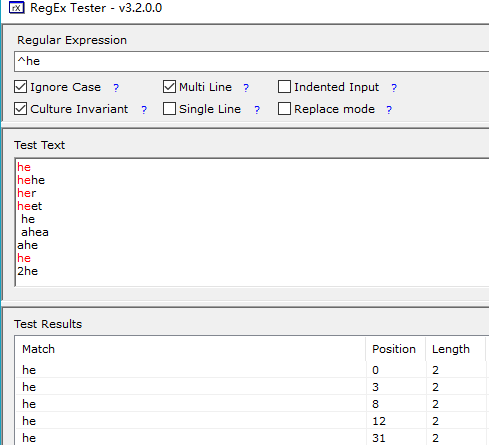 RegEx Tester - v3.2.0.0
Regular Expression
^he
Ignore Case ? Multi Line ? Indented Input ?
Culture Invariant ? Single Line ? Replace mode ?
Test Text
he
hehe
her
heet
 he
 ahea
ahe
he
2he
Test Results
Match Position Length
he 0 2
he 3 2
he 8 2
he 12 2
he 31 2